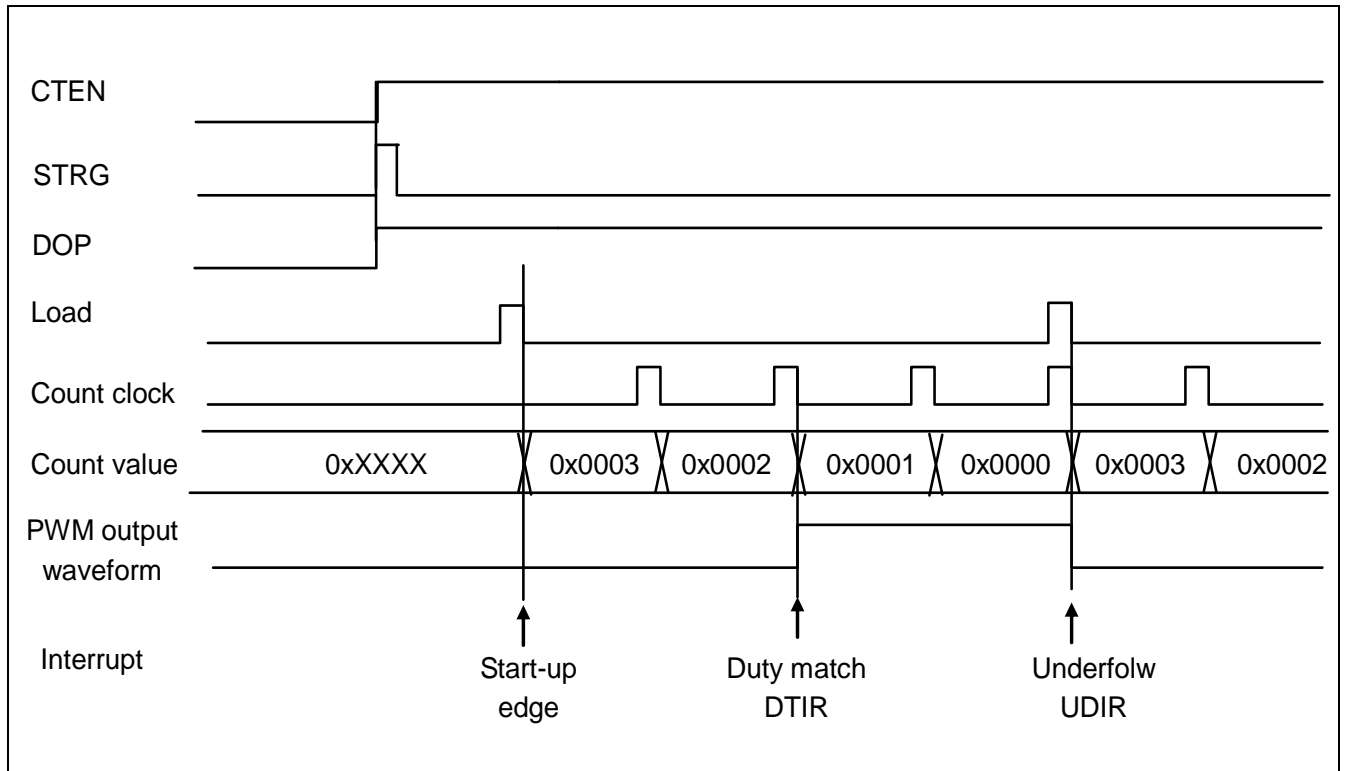 CTEN
STRG
DOP
Load
Count clock
Count value
0xXXXX
0x0003
0x0002
0x0001
0x0000
0x0003
0x0002
PWM output
waveform
Interrupt
Start-up
edge
Duty match
DTIR
Underfolw
UDIR